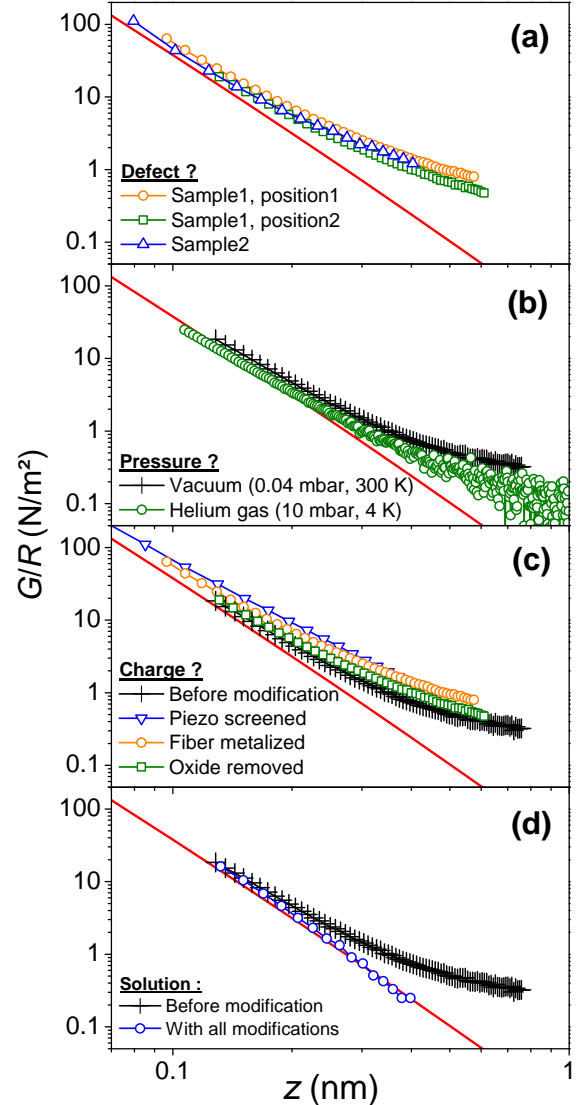 G/R (N/m²)
100
10
1
0.1
(a)
Defect ?
Sample1, position1
Sample1, position2
Sample2
100
10
1
0.1
(b)
Pressure ?
Vacuum (0.04 mbar, 300 K)
Helium gas (10 mbar, 4 K)
100
10
1
0.1
(c)
Charge ?
Before modification
Piezo screened
Fiber metalized
Oxide removed
100
10
1
0.1
(d)
Solution :
Before modification
With all modifications
0.1
1
z (nm)